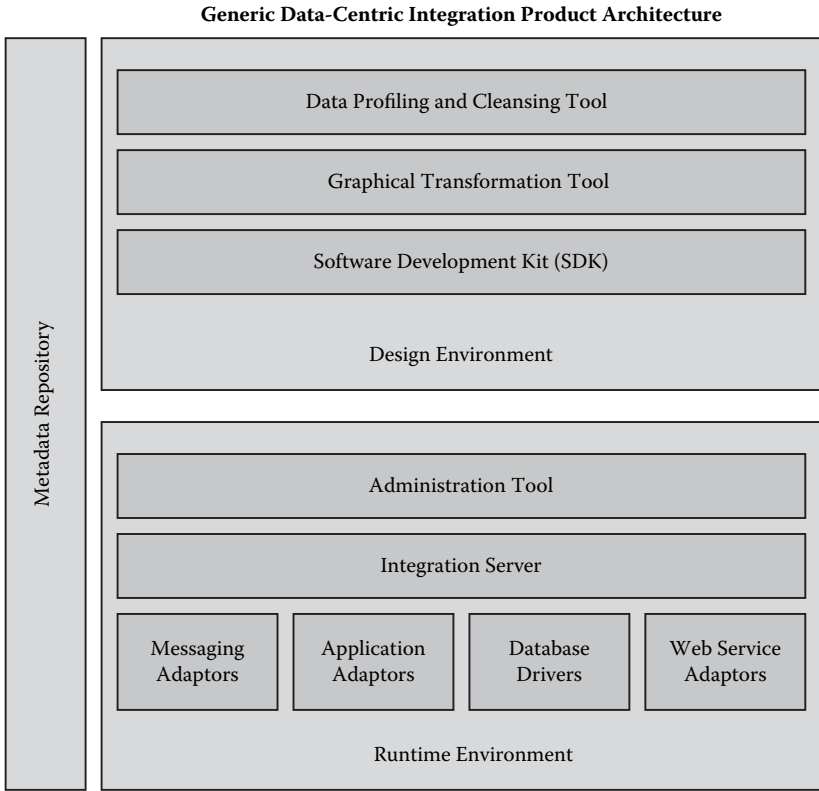 Generic Data-Centric Integration Product Architecture
Metadata Repository
Data Profiling and Cleansing Tool
Graphical Transformation Tool
Software Development Kit (SDK)
Design Environment
Administration Tool
Integration Server
Messaging
Adaptors
Application
Adaptors
Database
Drivers
Web Service
Adaptors
Runtime Environment